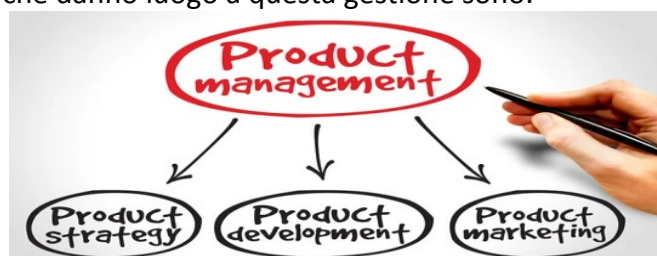 che danno luogo a questa gestione sono:
Product
management
Product
strategy
Product
development
Product
marketing